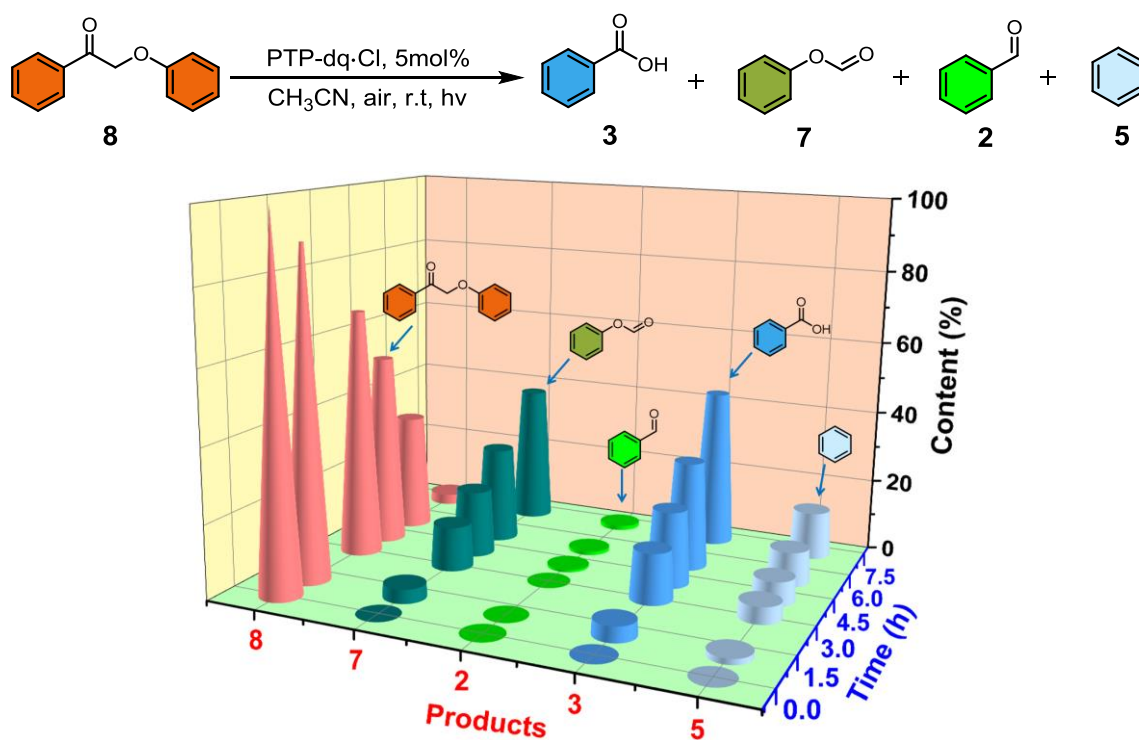 O
O
PTP-dq·Cl, 5mol%
CH₃CN, air, r.t, hv
O
OH
+
O
O
+
O
+
8
3
7
2
5
100
80
60
40
20
0
Content (%)
O
O
O
O
O
OH
O
7.5
6.0
4.5
3.0
1.5
0.0
Time (h)
8
7
2
3
5
Products